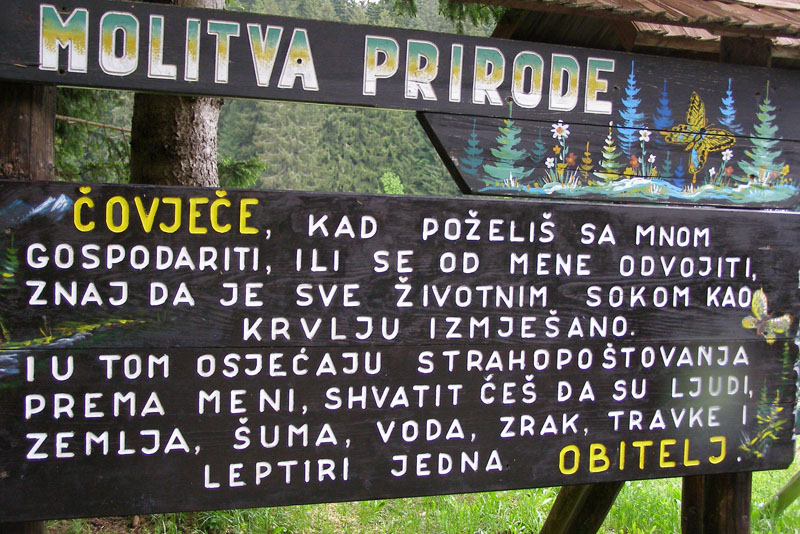 MOLITVA PRIRODE
ČOVJEČE, KAD POŽELIŠ SA MNOM
GOSPODARITI, ILI SE OD MENE ODVOJITI,
ZNAJ DA JE SVE ŽIVOTNIM SOKOM KAO
KRVLJU IZMJEŠANO.
I U TOM OSJEĆAJU STRAHOPOŠTOVANJA
PREMA MENI, SHVATIT ĆEŠ DA SU LJUDI,
ZEMLJA, ŠUMA, VODA, ZRAK, TRAVKE I
LEPTIRI JEDNA OBITELJ.